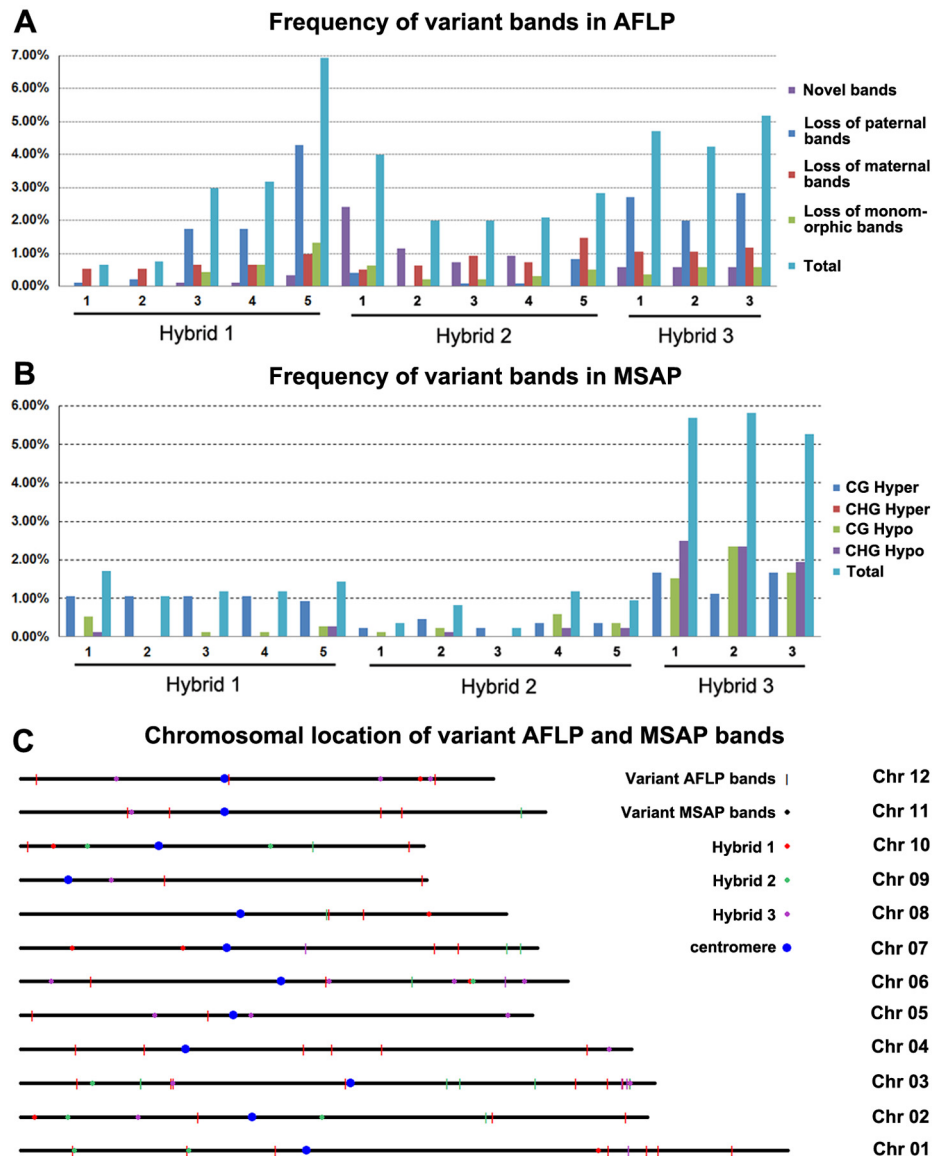 A
Frequency of variant bands in AFLP
7.00%
6.00%
5.00%
4.00%
3.00%
2.00%
1.00%
0.00%
Novel bands
Loss of paternal
bands
Loss of maternal
bands
Loss of monom-
orphic bands
Total
1 2 3 4 5 1 2 3 4 5 1 2 3
Hybrid 1 Hybrid 2 Hybrid 3
B
Frequency of variant bands in MSAP
6.00%
5.00%
4.00%
3.00%
2.00%
1.00%
0.00%
CG Hyper
CHG Hyper
CG Hypo
CHG Hypo
Total
1 2 3 4 5 1 2 3 4 5 1 2 3
Hybrid 1 Hybrid 2 Hybrid 3
C
Chromosomal location of variant AFLP and MSAP bands
Variant AFLP bands Chr 12
Variant MSAP bands Chr 11
Hybrid 1 Chr 10
Hybrid 2 Chr 09
Hybrid 3 Chr 08
centromere Chr 07
Chr 06
Chr 05
Chr 04
Chr 03
Chr 02
Chr 01